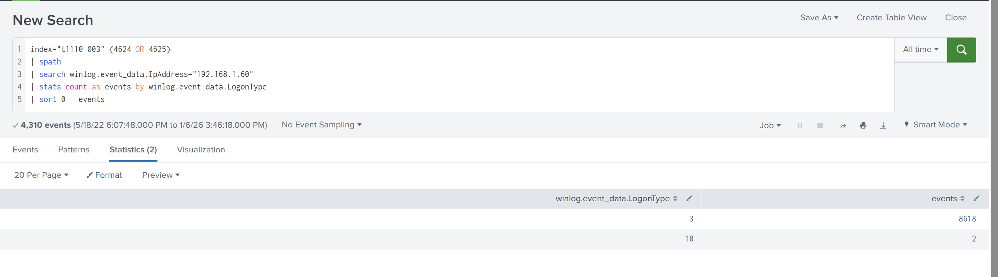 New Search
Save As Create Table View Close
1 index="t1110-003" (4624 OR 4625)
2 | spath
3 | search winlog.event_data.IpAddress="192.168.1.60"
4 | stats count as events by winlog.event_data.LogonType
5 | sort 0 - events
All time
4,310 events (5/18/22 6:07:48.000 PM to 1/6/26 3:46:18.000 PM) No Event Sampling Job Smart Mode
Events Patterns Statistics (2) Visualization
20 Per Page Format Preview
winlog.event_data.LogonType events
3 8618
10 2